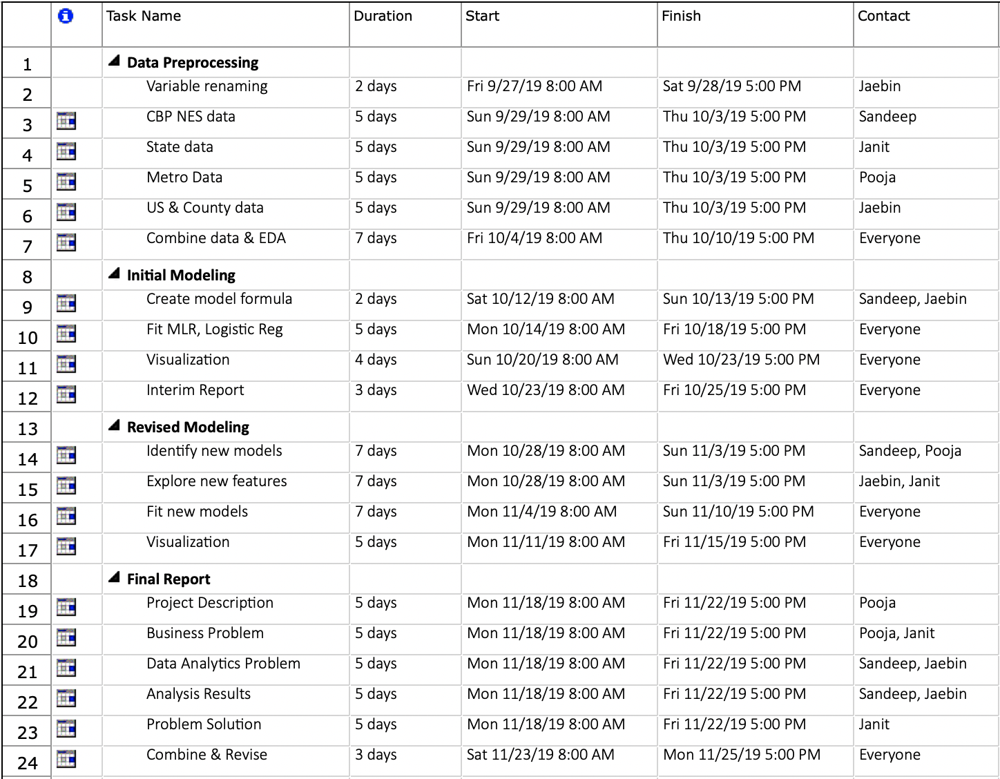 Task Name Duration Start Finish Contact
1 Data Preprocessing
2 Variable renaming 2 days Fri 9/27/19 8:00 AM Sat 9/28/19 5:00 PM Jaebin
3 CBP NES data 5 days Sun 9/29/19 8:00 AM Thu 10/3/19 5:00 PM Sandeep
4 State data 5 days Sun 9/29/19 8:00 AM Thu 10/3/19 5:00 PM Janit
5 Metro Data 5 days Sun 9/29/19 8:00 AM Thu 10/3/19 5:00 PM Pooja
6 US & County data 5 days Sun 9/29/19 8:00 AM Thu 10/3/19 5:00 PM Jaebin
7 Combine data & EDA 7 days Fri 10/4/19 8:00 AM Thu 10/10/19 5:00 PM Everyone
8 Initial Modeling
9 Create model formula 2 days Sat 10/12/19 8:00 AM Sun 10/13/19 5:00 PM Sandeep, Jaebin
10 Fit MLR, Logistic Reg 5 days Mon 10/14/19 8:00 AM Fri 10/18/19 5:00 PM Everyone
11 Visualization 4 days Sun 10/20/19 8:00 AM Wed 10/23/19 5:00 PM Everyone
12 Interim Report 3 days Wed 10/23/19 8:00 AM Fri 10/25/19 5:00 PM Everyone
13 Revised Modeling
14 Identify new models 7 days Mon 10/28/19 8:00 AM Sun 11/3/19 5:00 PM Sandeep, Pooja
15 Explore new features 7 days Mon 10/28/19 8:00 AM Sun 11/3/19 5:00 PM Jaebin, Janit
16 Fit new models 7 days Mon 11/4/19 8:00 AM Sun 11/10/19 5:00 PM Everyone
17 Visualization 5 days Mon 11/11/19 8:00 AM Fri 11/15/19 5:00 PM Everyone
18 Final Report
19 Project Description 5 days Mon 11/18/19 8:00 AM Fri 11/22/19 5:00 PM Pooja
20 Business Problem 5 days Mon 11/18/19 8:00 AM Fri 11/22/19 5:00 PM Pooja, Janit
21 Data Analytics Problem 5 days Mon 11/18/19 8:00 AM Fri 11/22/19 5:00 PM Sandeep, Jaebin
22 Analysis Results 5 days Mon 11/18/19 8:00 AM Fri 11/22/19 5:00 PM Sandeep, Jaebin
23 Problem Solution 5 days Mon 11/18/19 8:00 AM Fri 11/22/19 5:00 PM Janit
24 Combine & Revise 3 days Sat 11/23/19 8:00 AM Mon 11/25/19 5:00 PM Everyone